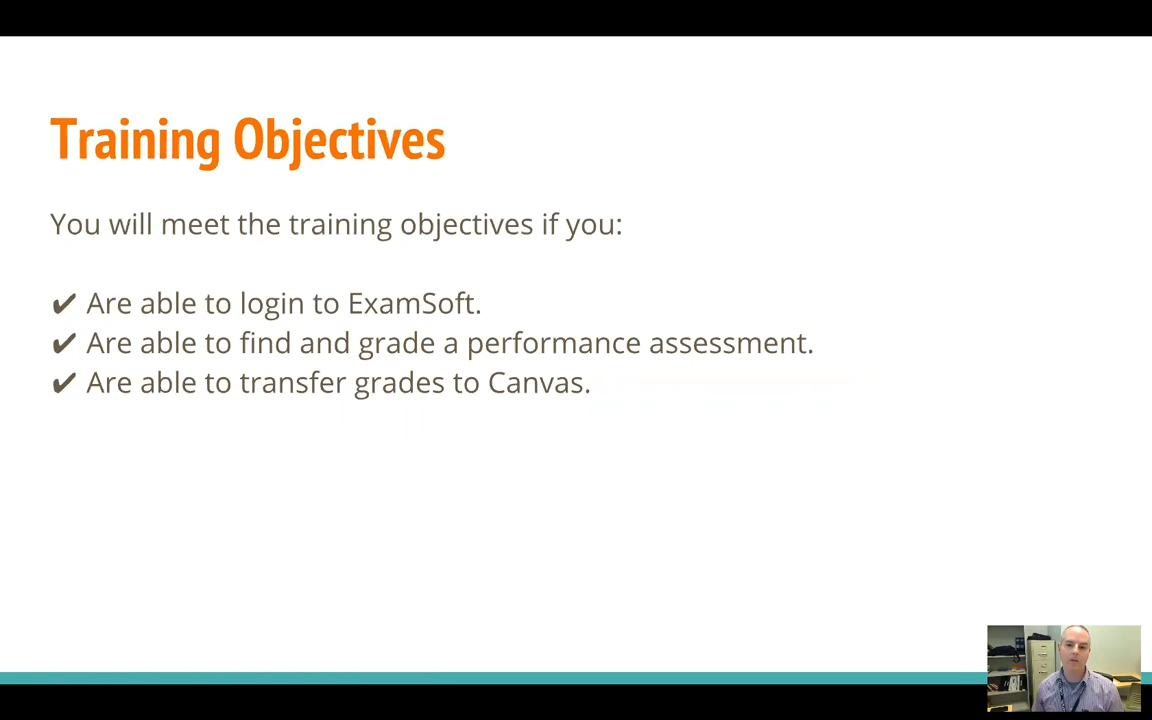 Training Objectives
You will meet the training objectives if you:
✔ Are able to login to ExamSoft.
✔ Are able to find and grade a performance assessment.
✔ Are able to transfer grades to Canvas.